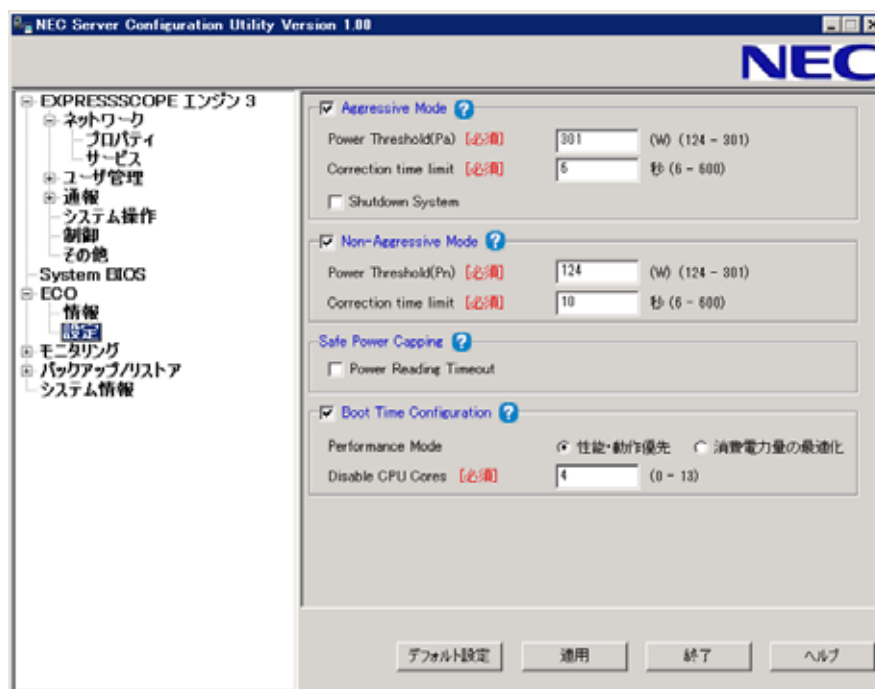 NEC Server Configuration Utility Version 1.00
NEC
EXPRESSSCOPE エンジン 3
ネットワーク
プロパティ
サービス
ユーザ管理
通報
システム操作
制御
その他
System BIOS
ECO
情報
設定
モニタリング
バックアップ/リストア
システム情報
Aggressive Mode ?
Power Threshold(Pa) [必須] 301 (W) (124 - 301)
Correction time limit [必須] 6 秒 (6 - 600)
Shutdown System
Non-Aggressive Mode ?
Power Threshold(Pn) [必須] 124 (W) (124 - 301)
Correction time limit [必須] 10 秒 (6 - 600)
Safe Power Capping ?
Power Reading Timeout
Boot Time Configuration ?
Performance Mode 性能・動作優先 消費電力量の最適化
Disable CPU Cores [必須] 4 (0 - 13)
デフォルト設定 適用 終了 ヘルプ